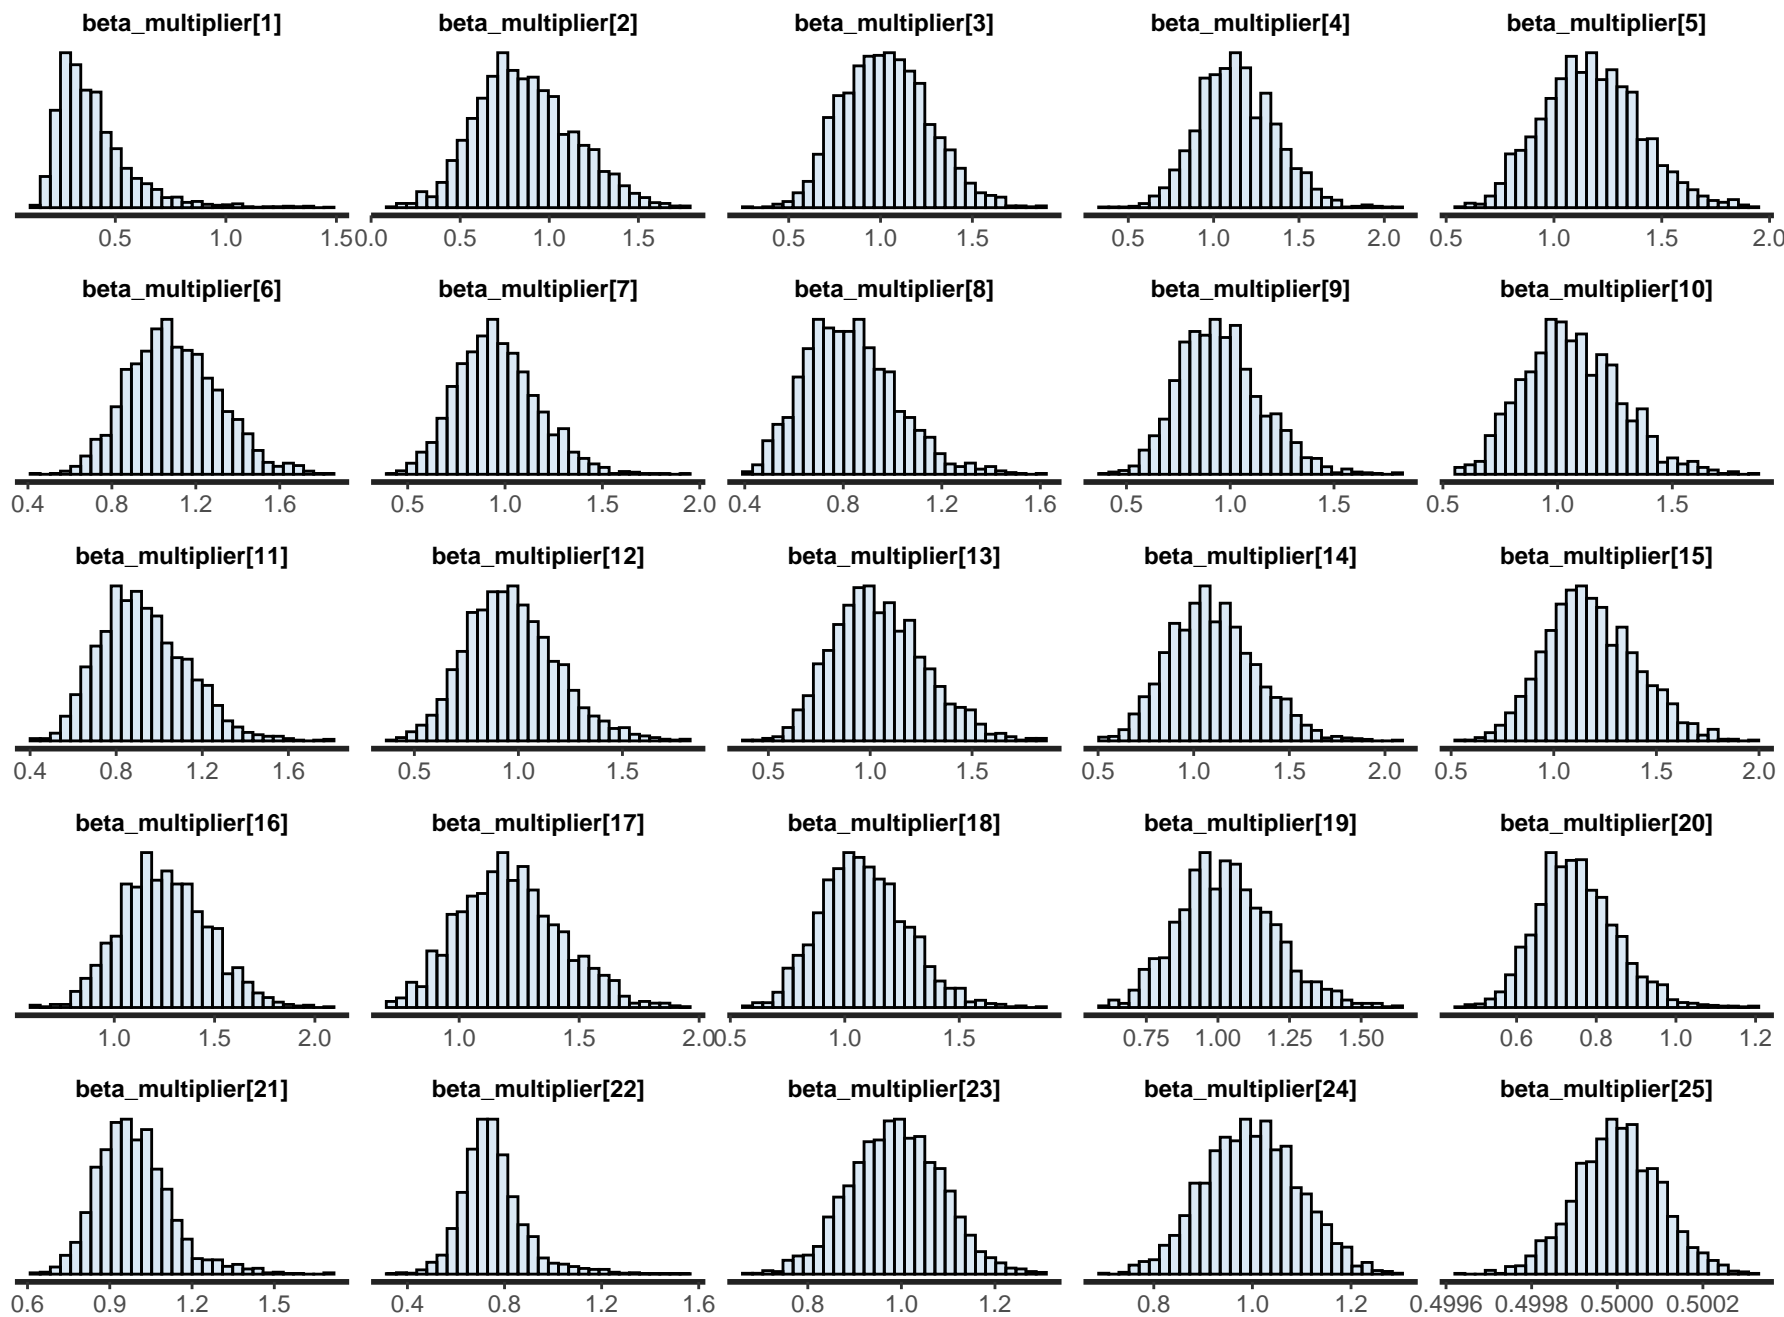 beta_multiplier[1] beta_multiplier[2] beta_multiplier[3] beta_multiplier[4] beta_multiplier[5]
0.5 1.0 1.5 0.0 0.5 1.0 1.5 0.5 1.0 1.5 0.5 1.0 1.5 2.0 0.5 1.0 1.5 2.0
beta_multiplier[6] beta_multiplier[7] beta_multiplier[8] beta_multiplier[9] beta_multiplier[10]
0.4 0.8 1.2 1.6 0.5 1.0 1.5 2.0 0.4 0.8 1.2 1.6 0.5 1.0 1.5 0.5 1.0 1.5
beta_multiplier[11] beta_multiplier[12] beta_multiplier[13] beta_multiplier[14] beta_multiplier[15]
0.4 0.8 1.2 1.6 0.5 1.0 1.5 0.5 1.0 1.5 0.5 1.0 1.5 2.0 0.5 1.0 1.5 2.0
beta_multiplier[16] beta_multiplier[17] beta_multiplier[18] beta_multiplier[19] beta_multiplier[20]
1.0 1.5 2.0 1.0 1.5 2.0 0.5 1.0 1.5 0.75 1.00 1.25 1.50 0.6 0.8 1.0 1.2
beta_multiplier[21] beta_multiplier[22] beta_multiplier[23] beta_multiplier[24] beta_multiplier[25]
0.6 0.9 1.2 1.5 0.4 0.8 1.2 1.6 0.8 1.0 1.2 0.8 1.0 1.2 0.4996 0.4998 0.5000 0.5002